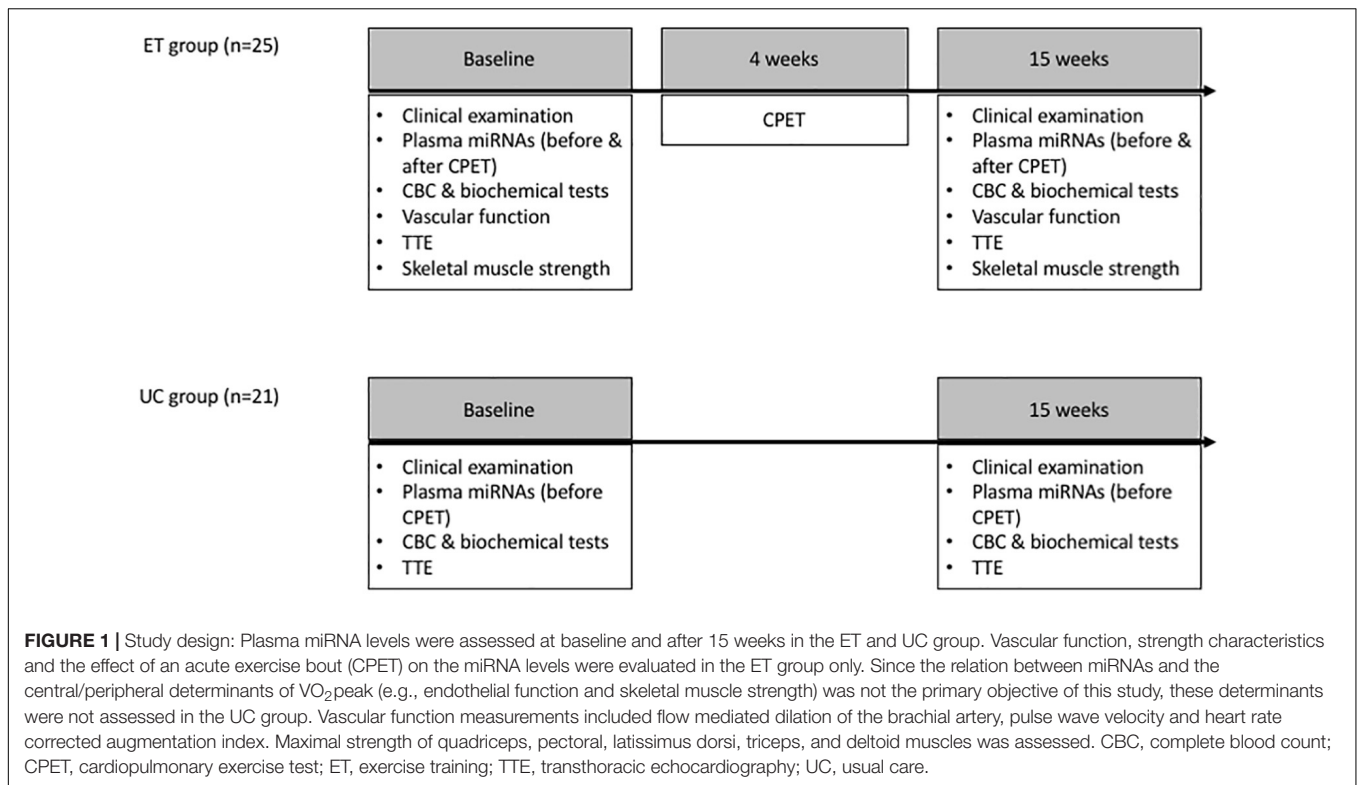 ET group (n=25)
Baseline
4 weeks
15 weeks
• Clinical examination
• Plasma miRNAs (before &
after CPET)
• CBC & biochemical tests
• Vascular function
• TTE
• Skeletal muscle strength
CPET
• Clinical examination
• Plasma miRNAs (before &
after CPET)
• CBC & biochemical tests
• Vascular function
• TTE
• Skeletal muscle strength
UC group (n=21)
Baseline
15 weeks
• Clinical examination
• Plasma miRNAs (before
CPET)
• CBC & biochemical tests
• TTE
• Clinical examination
• Plasma miRNAs (before
CPET)
• CBC & biochemical tests
• TTE
FIGURE 1 | Study design: Plasma miRNA levels were assessed at baseline and after 15 weeks in the ET and UC group. Vascular function, strength characteristics
and the effect of an acute exercise bout (CPET) on the miRNA levels were evaluated in the ET group only. Since the relation between miRNAs and the
central/peripheral determinants of VO₂peak (e.g., endothelial function and skeletal muscle strength) was not the primary objective of this study, these determinants
were not assessed in the UC group. Vascular function measurements included flow mediated dilation of the brachial artery, pulse wave velocity and heart rate
corrected augmentation index. Maximal strength of quadriceps, pectoral, latissimus dorsi, triceps, and deltoid muscles was assessed. CBC, complete blood count;
CPET, cardiopulmonary exercise test; ET, exercise training; TTE, transthoracic echocardiography; UC, usual care.